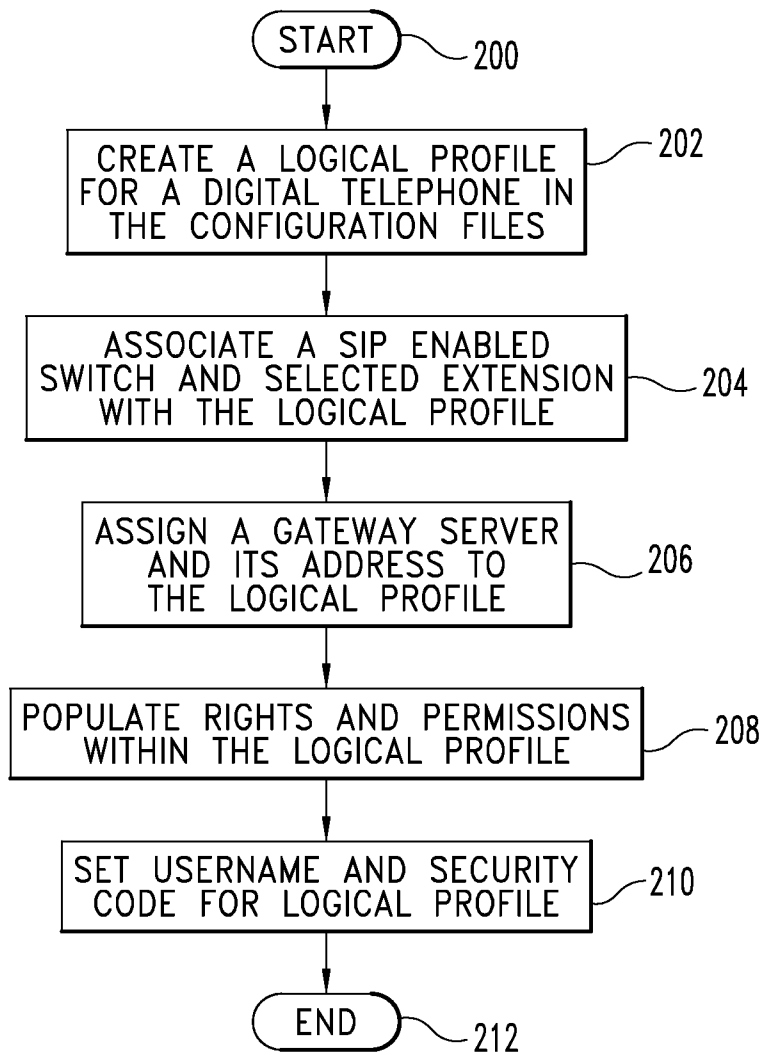 START
200
CREATE A LOGICAL PROFILE
FOR A DIGITAL TELEPHONE IN
THE CONFIGURATION FILES
202
ASSOCIATE A SIP ENABLED
SWITCH AND SELECTED EXTENSION
WITH THE LOGICAL PROFILE
204
ASSIGN A GATEWAY SERVER
AND ITS ADDRESS TO
THE LOGICAL PROFILE
206
POPULATE RIGHTS AND PERMISSIONS
WITHIN THE LOGICAL PROFILE
208
SET USERNAME AND SECURITY
CODE FOR LOGICAL PROFILE
210
END
212